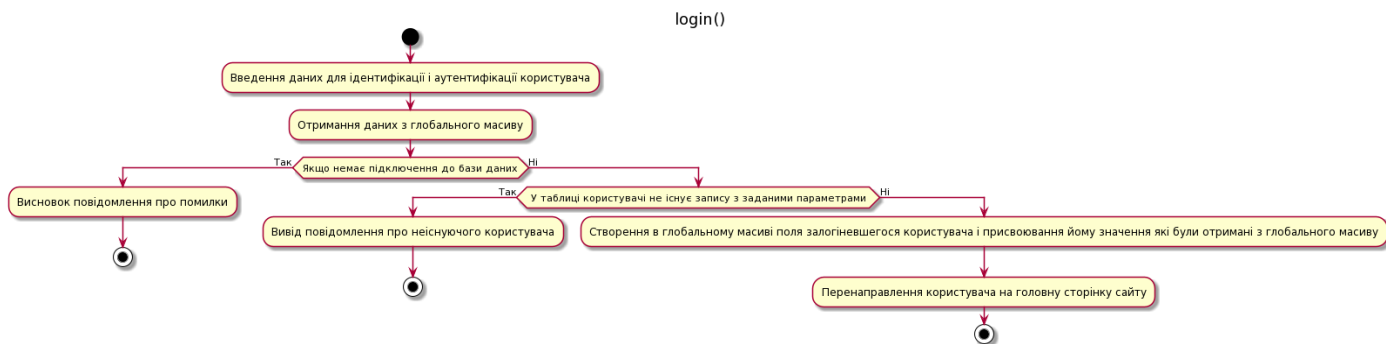 login()
Введення даних для ідентифікації і аутентифікації користувача
Отримання даних з глобального масиву
Так
Якщо немає підключення до бази даних
Ні
Висновок повідомлення про помилки
Так
У таблиці користувачі не існує запису з заданими параметрами
Ні
Вивід повідомлення про неіснуючого користувача
Створення в глобальному масиві поля залогіневшегося користувача і присвоювання йому значення які були отримані з глобального масиву
Перенаправлення користувача на головну сторінку сайту